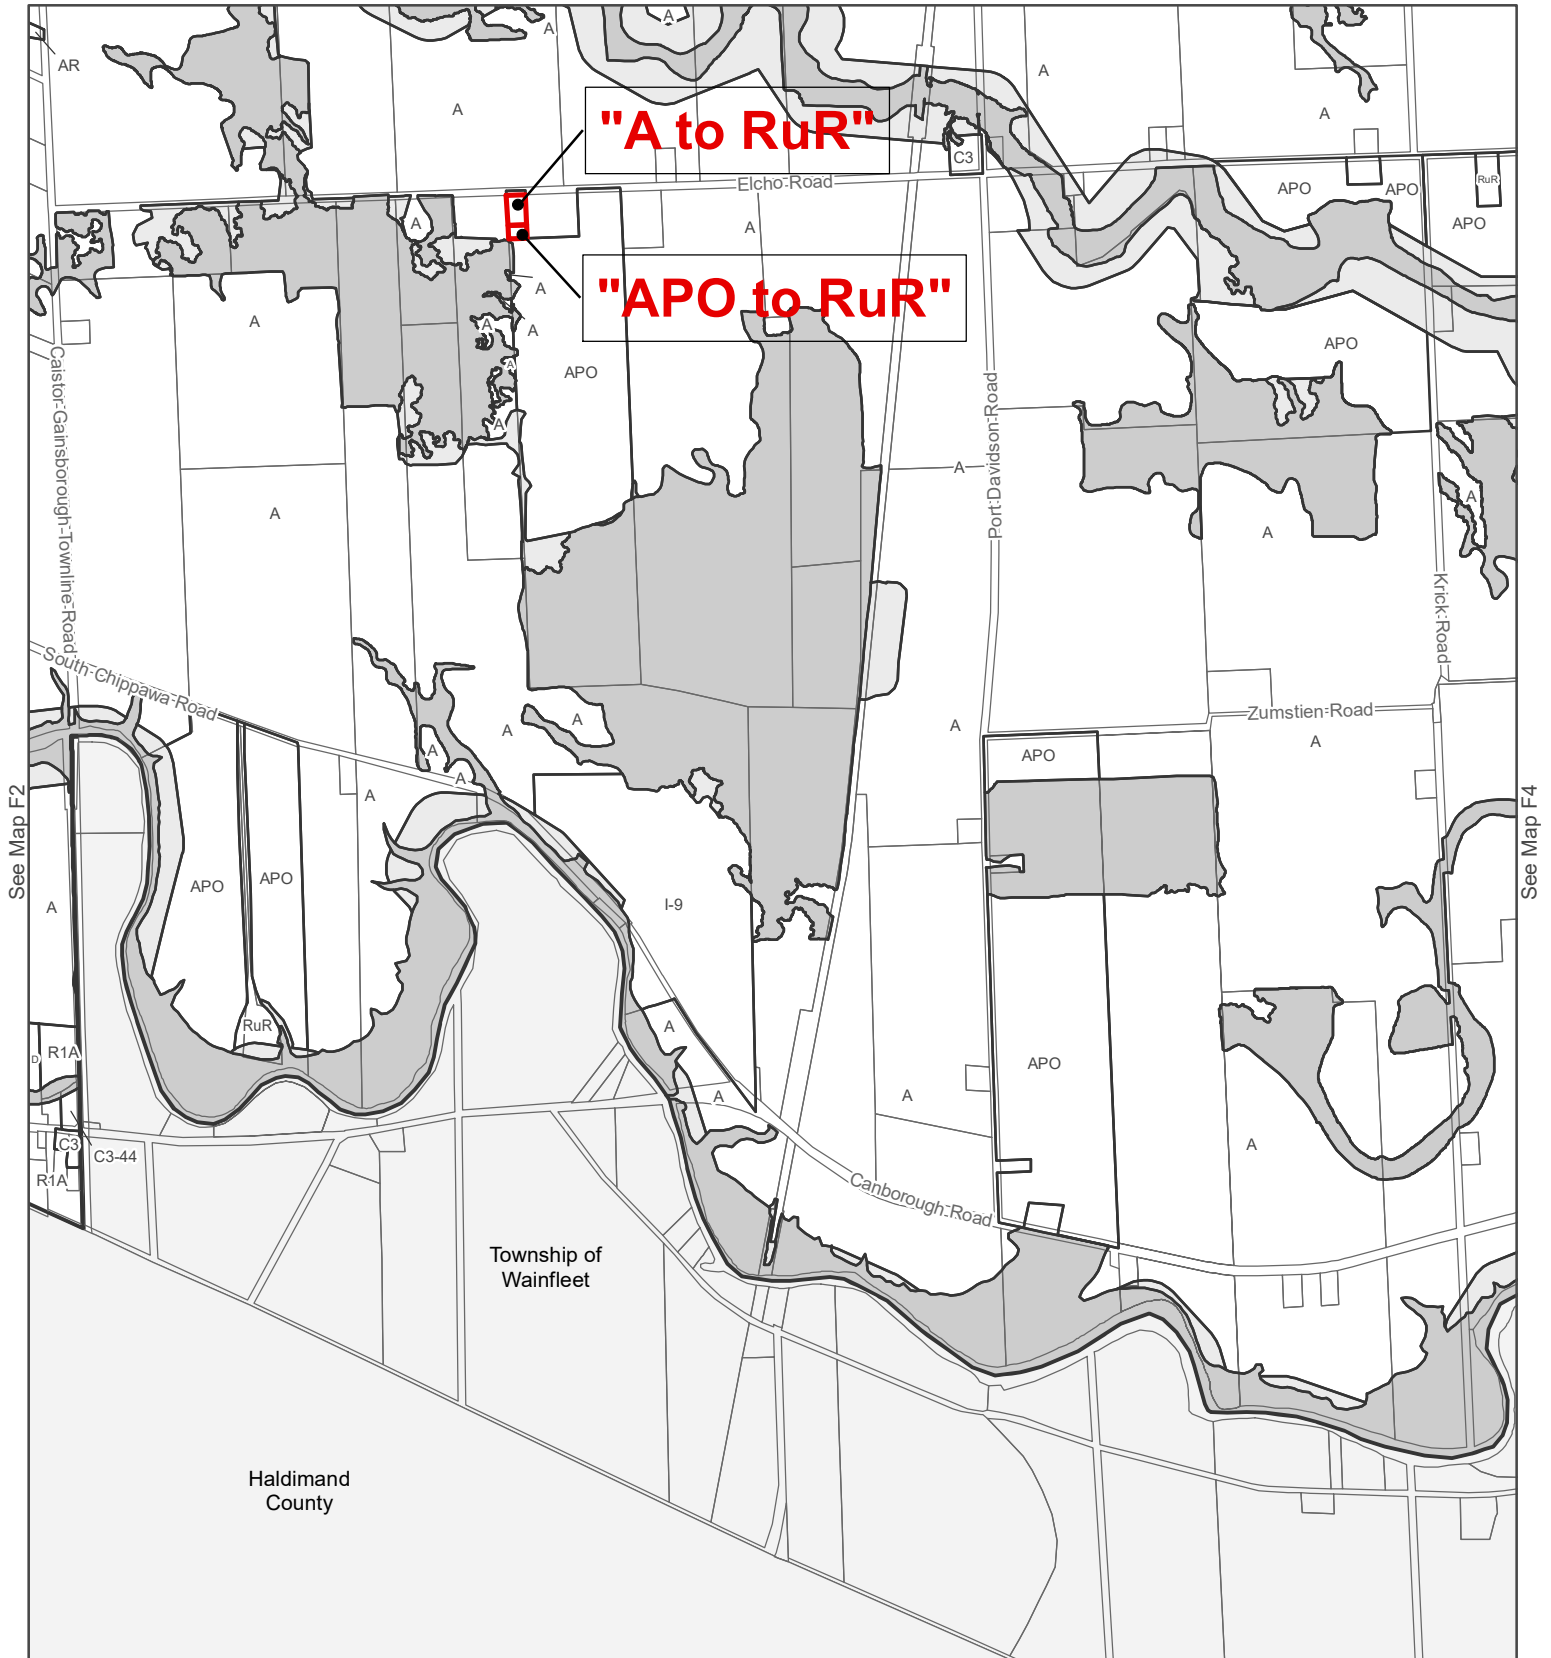 A
A
AR
A
A
A
A
"A to RuR"
C3
Elcho Road
APO
APO
RuR
APO
A
A
"APO to RuR"
A
A
A
A
A
APO
APO
A
A
A
A
A
A
Caistor-Gainsborough-Townline-Road
Port Davidson Road
Krick Road
South Chippawa Road
Zumstien-Road
A
A
A
A
A
APO
A
A
A
See Map F2
See Map F4
APO
APO
I-9
A
RuR
A
R1A
D
APO
A
A
A
C3
C3-44
R1A
Canborough Road
Township of
Wainfleet
Haldimand
County